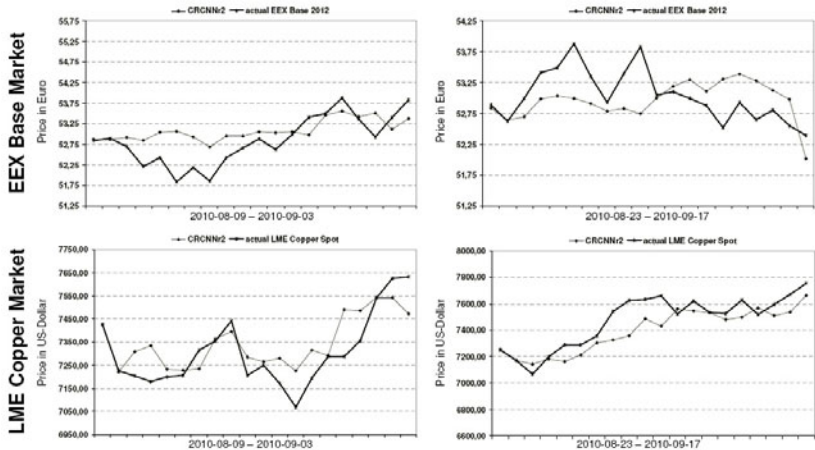 EEX Base Market
CRCNNr2 actual EEX Base 2012
Price in Euro
55,75
55,25
54,75
54,25
53,75
53,25
52,75
52,25
51,75
51,25
2010-08-09 – 2010-09-03
CRCNNr2 actual EEX Base 2012
Price in Euro
54,25
53,75
53,25
52,75
52,25
51,75
51,25
2010-08-23 – 2010-09-17
LME Copper Market
CRCNNr2 actual LME Copper Spot
Price in US-Dollar
7750,00
7650,00
7550,00
7450,00
7350,00
7250,00
7150,00
7050,00
6950,00
2010-08-09 – 2010-09-03
CRCNNr2 actual LME Copper Spot
Price in US-Dollar
8000,00
7800,00
7600,00
7400,00
7200,00
7000,00
6800,00
6600,00
2010-08-23 – 2010-09-17